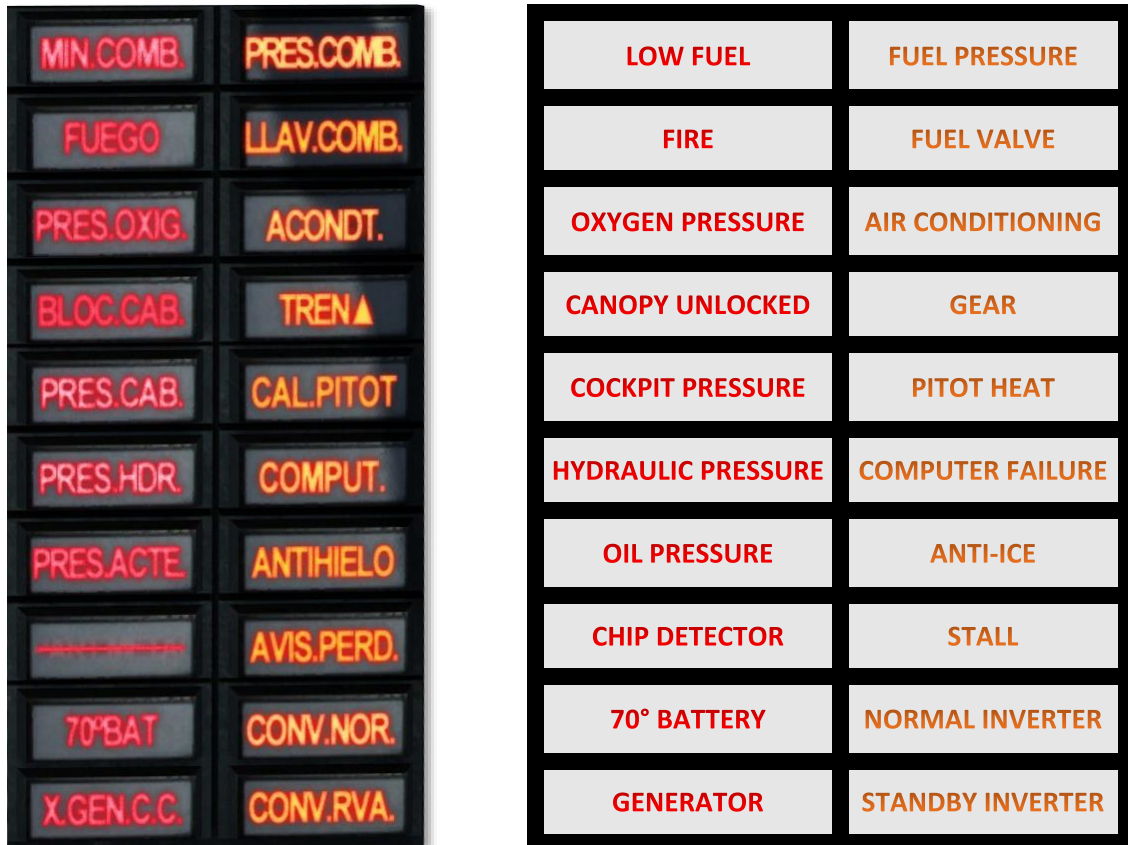 MIN.COMB. PRES.COMB.
FUEGO LLAV.COMB.
PRES.OXIG. ACONDT.
BLOC.CAB. TREN▲
PRES.CAB. CAL.PITOT
PRES.HDR. COMPUT.
PRES.ACTE. ANTIHIELO
AVIS.PERD.
70ºBAT CONV.NOR.
X.GEN.C.C. CONV.RVA.
LOW FUEL FUEL PRESSURE
FIRE FUEL VALVE
OXYGEN PRESSURE AIR CONDITIONING
CANOPY UNLOCKED GEAR
COCKPIT PRESSURE PITOT HEAT
HYDRAULIC PRESSURE COMPUTER FAILURE
OIL PRESSURE ANTI-ICE
CHIP DETECTOR STALL
70° BATTERY NORMAL INVERTER
GENERATOR STANDBY INVERTER